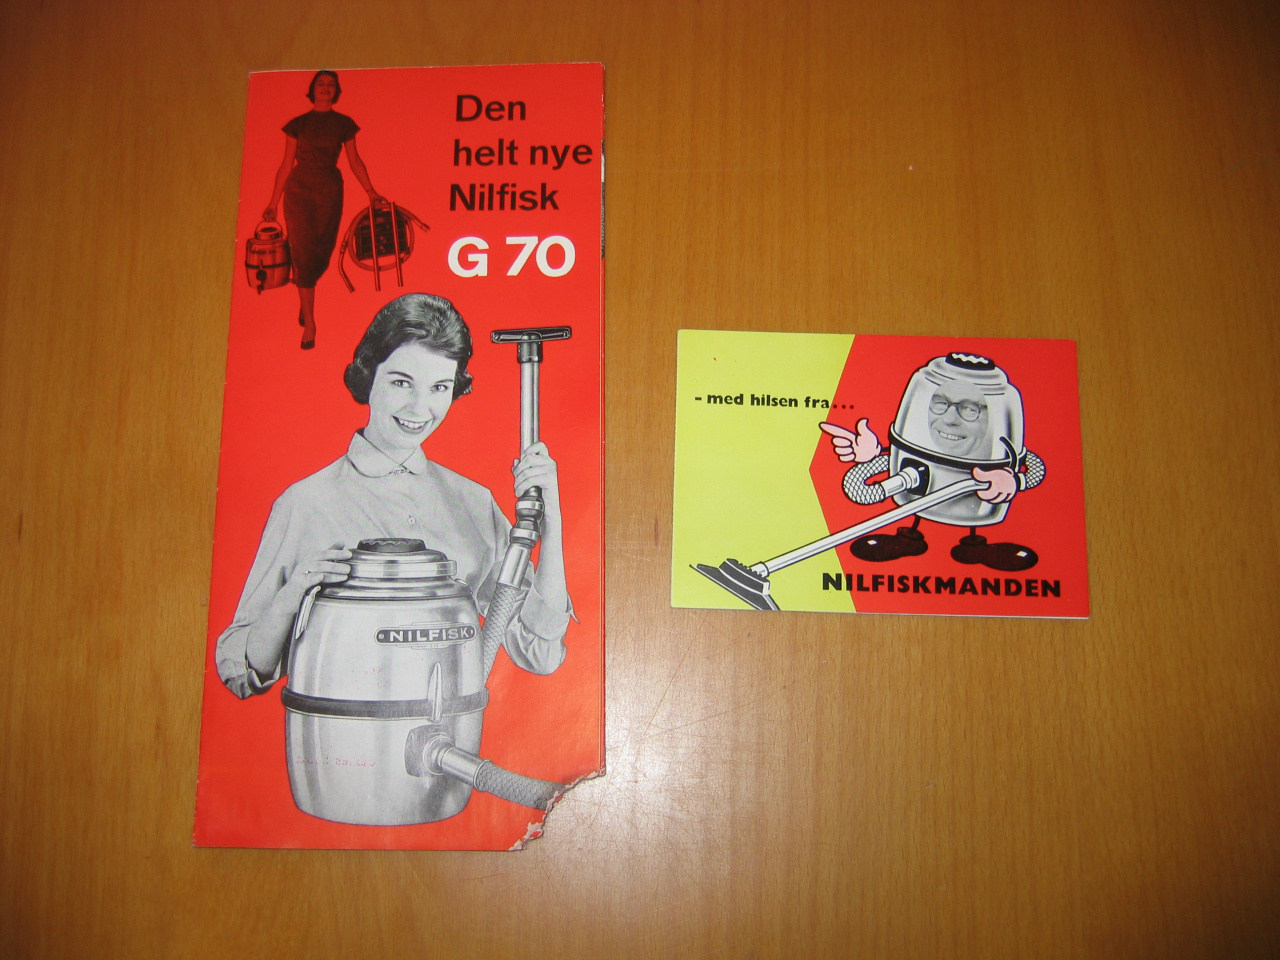 Den
helt nye
Nilfisk
G 70
NILFISK
- med hilsen fra...
NILFISKMANDEN